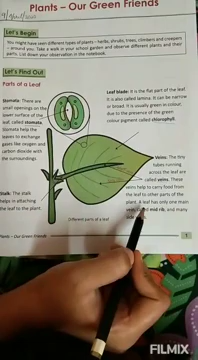 Plants – Our Green Friends
Let's Begin
You might have seen different types of plants – herbs, shrubs, trees, climbers and creepers
– around you. Take a walk in your school garden and observe different plants and their
parts. List down your observation in the notebook.
Let's Find Out
Stomata: There are
small openings on the
lower surface of the
leaf, called stomata.
Stomata help the
leaves to exchange
gases like oxygen and
carbon dioxide with
the surroundings.
Leaf blade: It is the flat part of the leaf.
It is also called lamina. It can be narrow
or broad. It is usually green in colour,
due to the presence of the green
colour pigment called chlorophyll.
Veins: The tiny
tubes running
across the leaf are
called veins. These
veins help to carry food from
the leaf to other parts of the
plant. A leaf has only one main
vein, called mid rib, and many
side
Stalk: The stalk
helps in attaching
the leaf to the plant.
Different parts of a leaf
Plants – Our Green Friends
1
MADE WITH
KINEMASTER